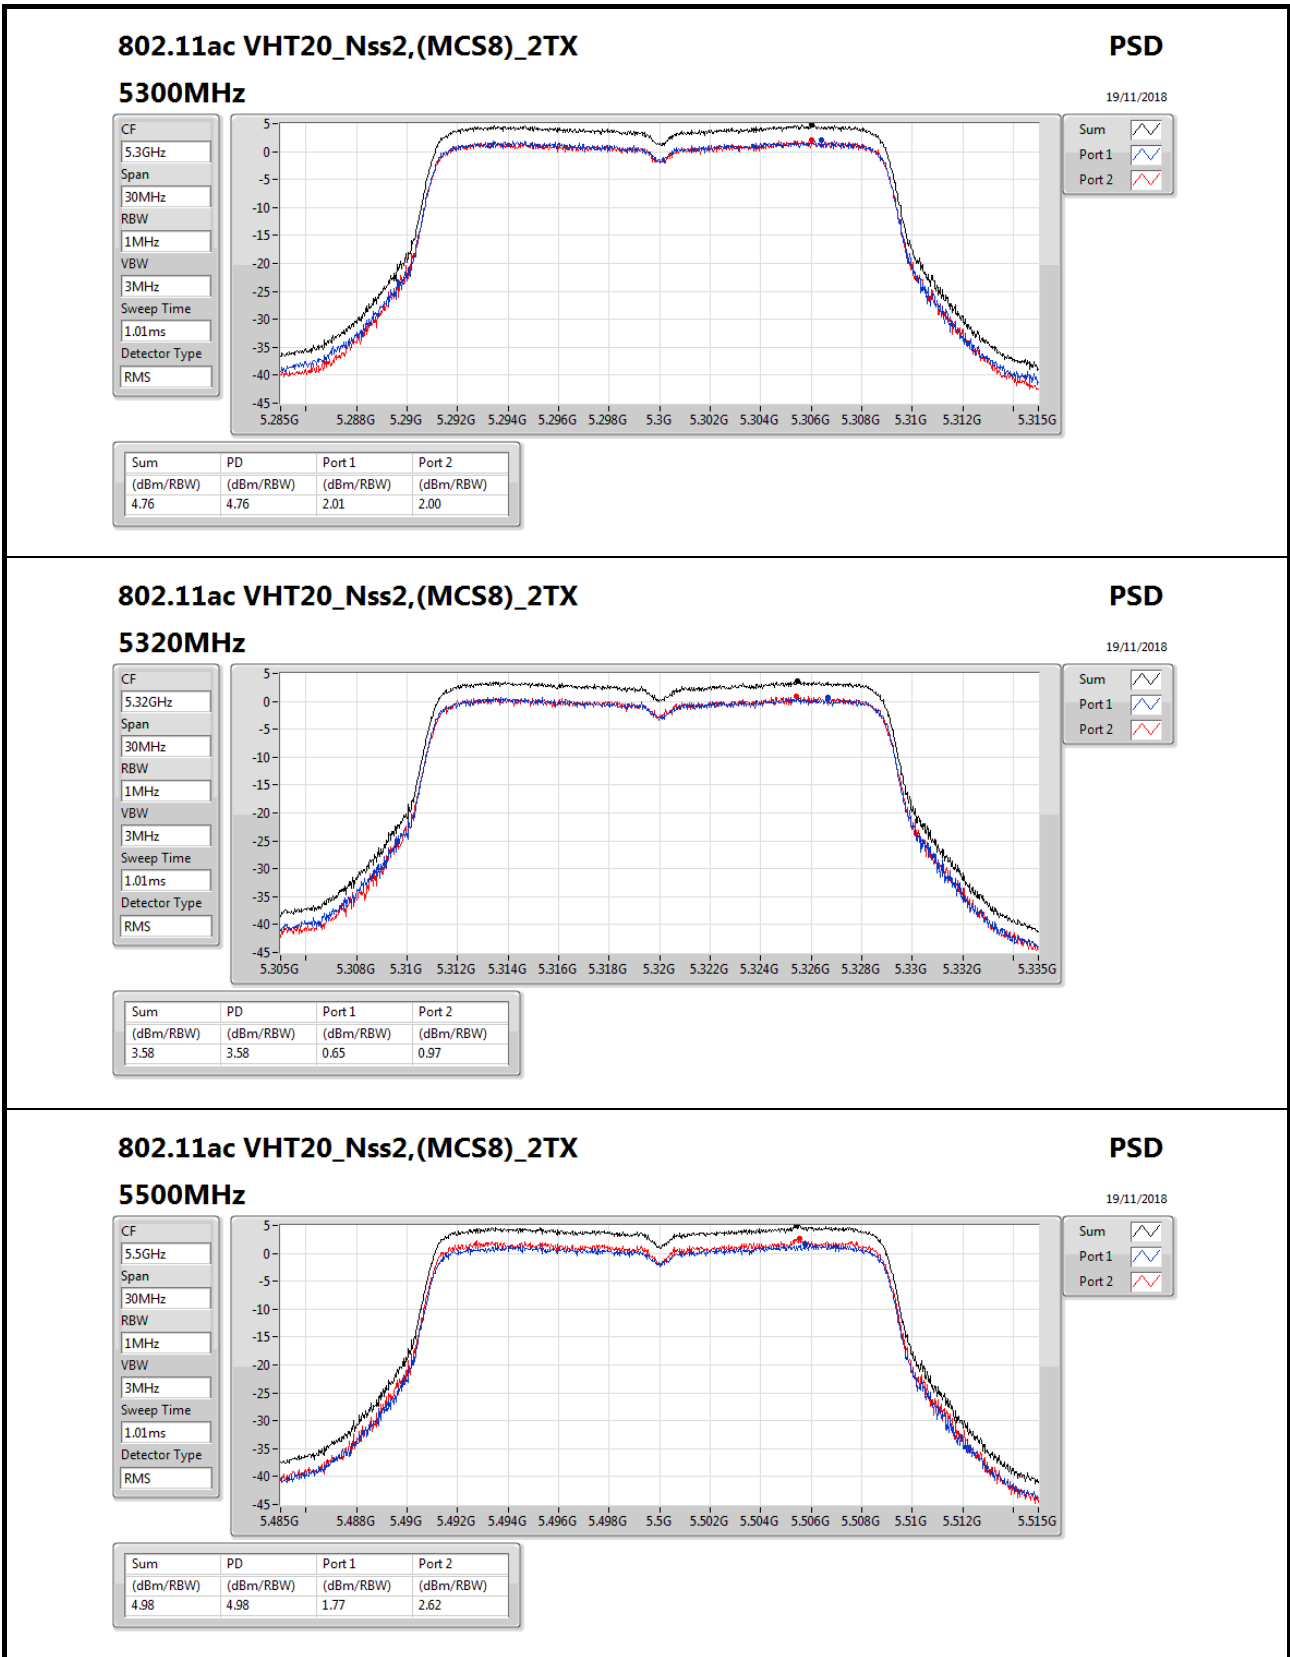 802.11ac VHT20_Nss2,(MCS8)_2TX PSD
5300MHz 19/11/2018
CF
5.3GHz
Span
30MHz
RBW
1MHz
VBW
3MHz
Sweep Time
1.01ms
Detector Type
RMS
5
0
-5
-10
-15
-20
-25
-30
-35
-40
-45
5.285G 5.288G 5.29G 5.292G 5.294G 5.296G 5.298G 5.3G 5.302G 5.304G 5.306G 5.308G 5.31G 5.312G 5.315G
Sum
Port 1
Port 2
Sum PD Port 1 Port 2
(dBm/RBW) (dBm/RBW) (dBm/RBW) (dBm/RBW)
4.76 4.76 2.01 2.00
802.11ac VHT20_Nss2,(MCS8)_2TX PSD
5320MHz 19/11/2018
CF
5.32GHz
Span
30MHz
RBW
1MHz
VBW
3MHz
Sweep Time
1.01ms
Detector Type
RMS
5
0
-5
-10
-15
-20
-25
-30
-35
-40
-45
5.305G 5.308G 5.31G 5.312G 5.314G 5.316G 5.318G 5.32G 5.322G 5.324G 5.326G 5.328G 5.33G 5.332G 5.335G
Sum
Port 1
Port 2
Sum PD Port 1 Port 2
(dBm/RBW) (dBm/RBW) (dBm/RBW) (dBm/RBW)
3.58 3.58 0.65 0.97
802.11ac VHT20_Nss2,(MCS8)_2TX PSD
5500MHz 19/11/2018
CF
5.5GHz
Span
30MHz
RBW
1MHz
VBW
3MHz
Sweep Time
1.01ms
Detector Type
RMS
5
0
-5
-10
-15
-20
-25
-30
-35
-40
-45
5.485G 5.488G 5.49G 5.492G 5.494G 5.496G 5.498G 5.5G 5.502G 5.504G 5.506G 5.508G 5.51G 5.512G 5.515G
Sum
Port 1
Port 2
Sum PD Port 1 Port 2
(dBm/RBW) (dBm/RBW) (dBm/RBW) (dBm/RBW)
4.98 4.98 1.77 2.62